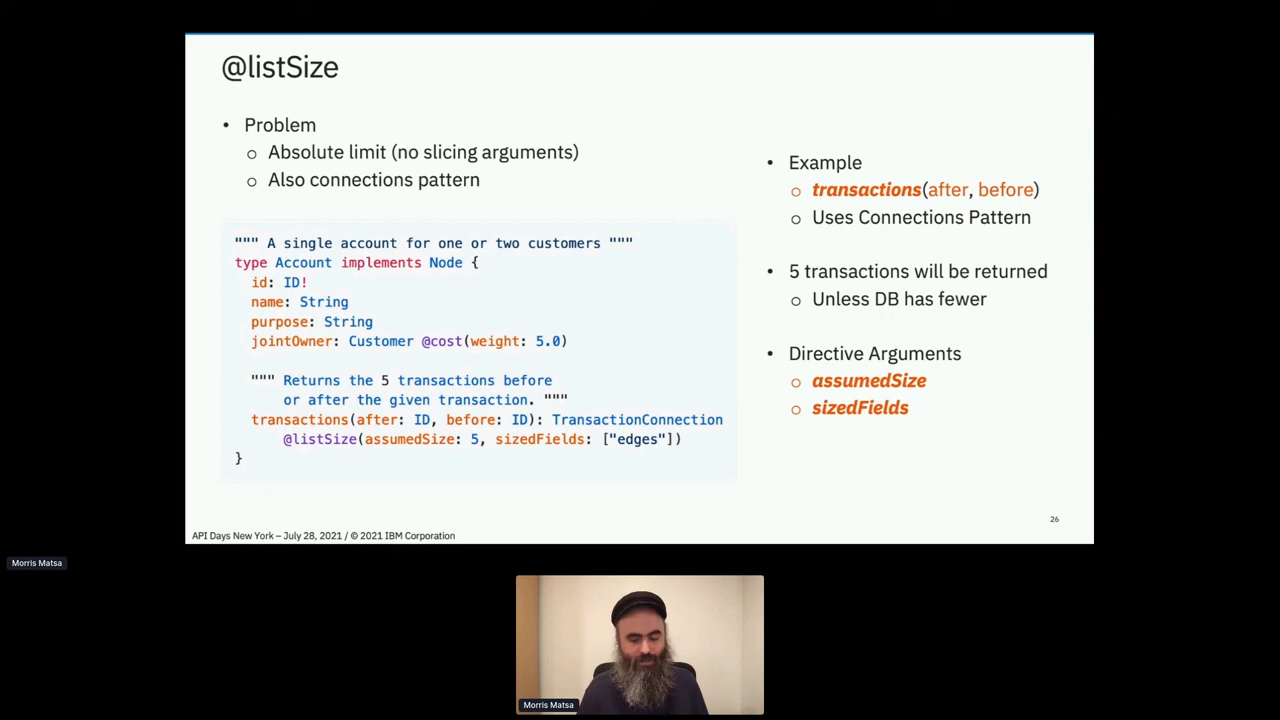 @listSize
• Problem
o Absolute limit (no slicing arguments)
o Also connections pattern
""" A single account for one or two customers """
type Account implements Node {
id: ID!
name: String
purpose: String
jointOwner: Customer @cost(weight: 5.0)
""" Returns the 5 transactions before
or after the given transaction. """
transactions(after: ID, before: ID): TransactionConnection
@listSize(assumedSize: 5, sizedFields: ["edges"])
}
• Example
o transactions(after, before)
o Uses Connections Pattern
• 5 transactions will be returned
o Unless DB has fewer
• Directive Arguments
o assumedSize
o sizedFields
26
API Days New York – July 28, 2021 / © 2021 IBM Corporation
Morris Matsa
Morris Matsa